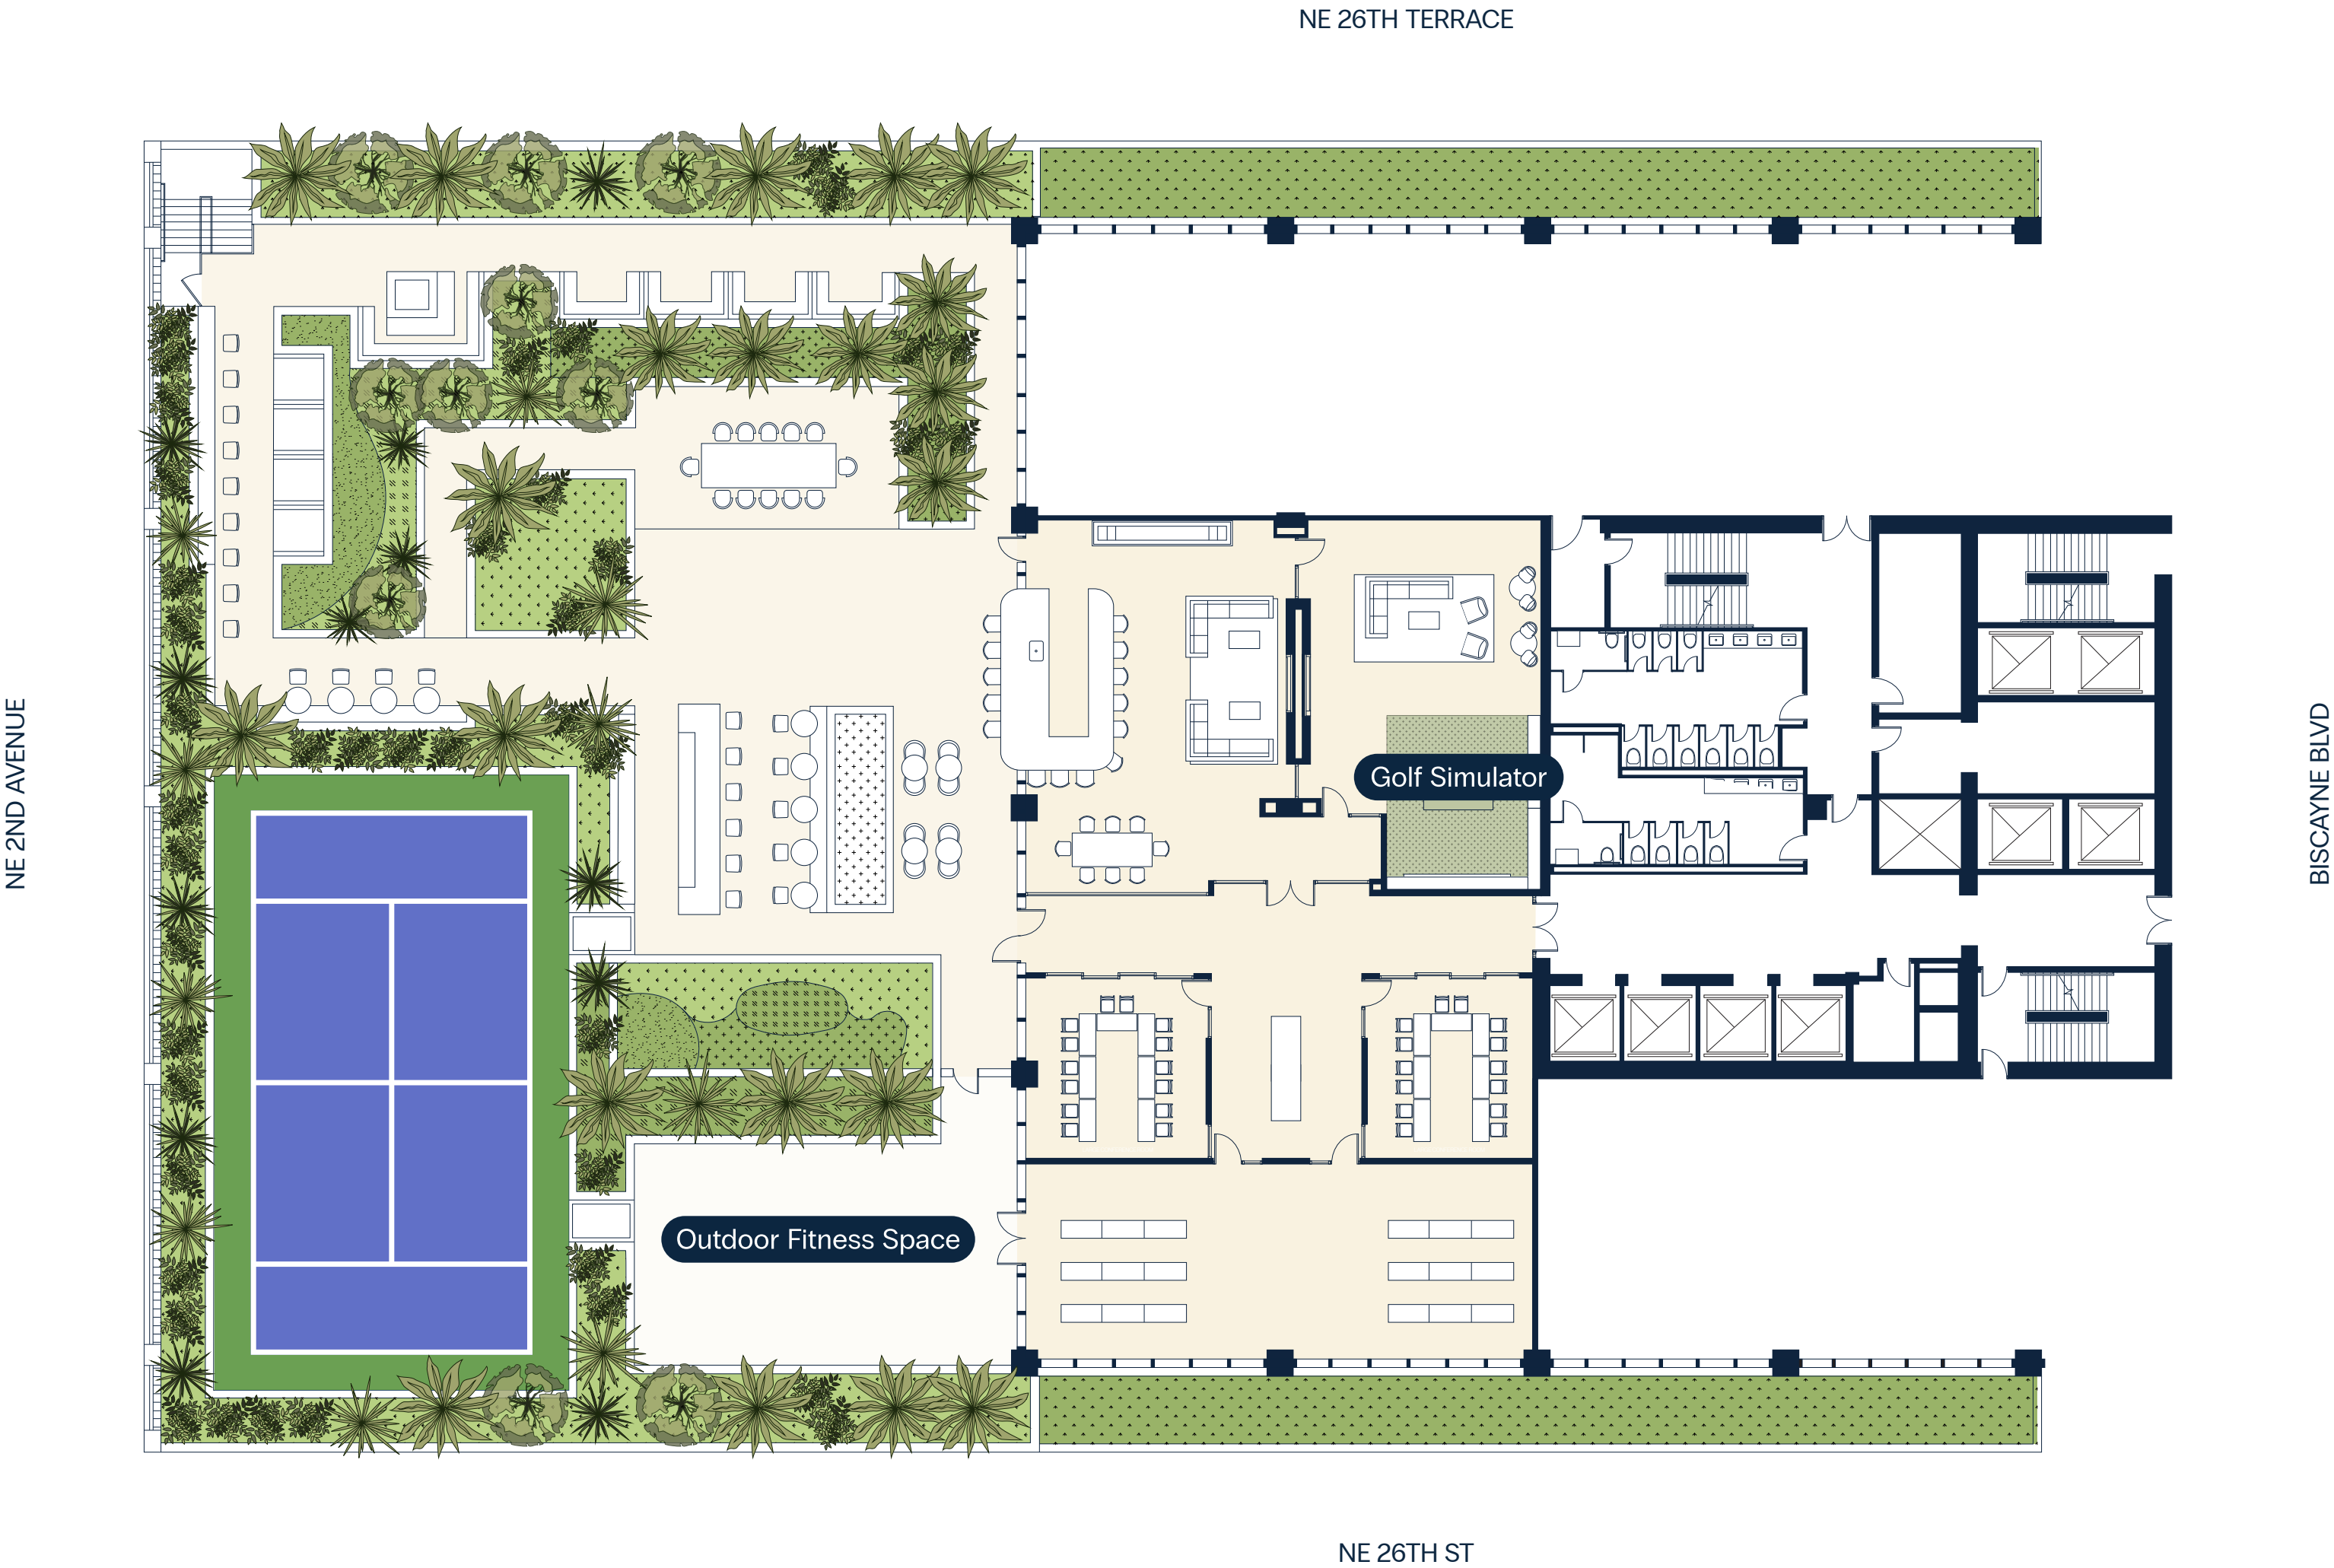 NE 26TH TERRACE
NE 2ND AVENUE
BISCAYNE BLVD
Golf Simulator
Outdoor Fitness Space
NE 26TH ST